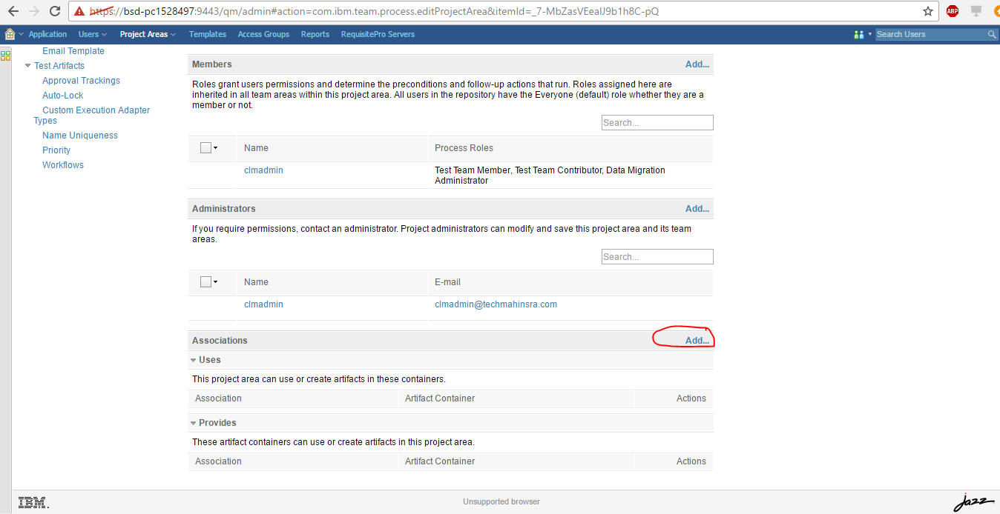 https://bsd-pc1528497:9443/qm/admin#action=com.ibm.team.process.editProjectArea&itemId=_7-MbZasVEeaIJ9b1h8C-pQ
ABP
Application Users Project Areas Templates Access Groups Reports RequisitePro Servers Search Users
Email Template
Test Artifacts
Approval Trackings
Auto-Lock
Custom Execution Adapter
Types
Name Uniqueness
Priority
Workflows
Members Add...
Roles grant users permissions and determine the preconditions and follow-up actions that run. Roles assigned here are
inherited in all team areas within this project area. All users in the repository have the Everyone (default) role whether they are a
member or not.
Search...
Name Process Roles
clmadmin Test Team Member, Test Team Contributor, Data Migration
Administrator
Administrators Add...
If you require permissions, contact an administrator. Project administrators can modify and save this project area and its team
areas.
Search...
Name E-mail
clmadmin clmadmin@techmahinsra.com
Associations Add...
Uses
This project area can use or create artifacts in these containers.
Association Artifact Container Actions
Provides
These artifact containers can use or create artifacts in this project area.
Association Artifact Container Actions
IBM. Unsupported browser jazz